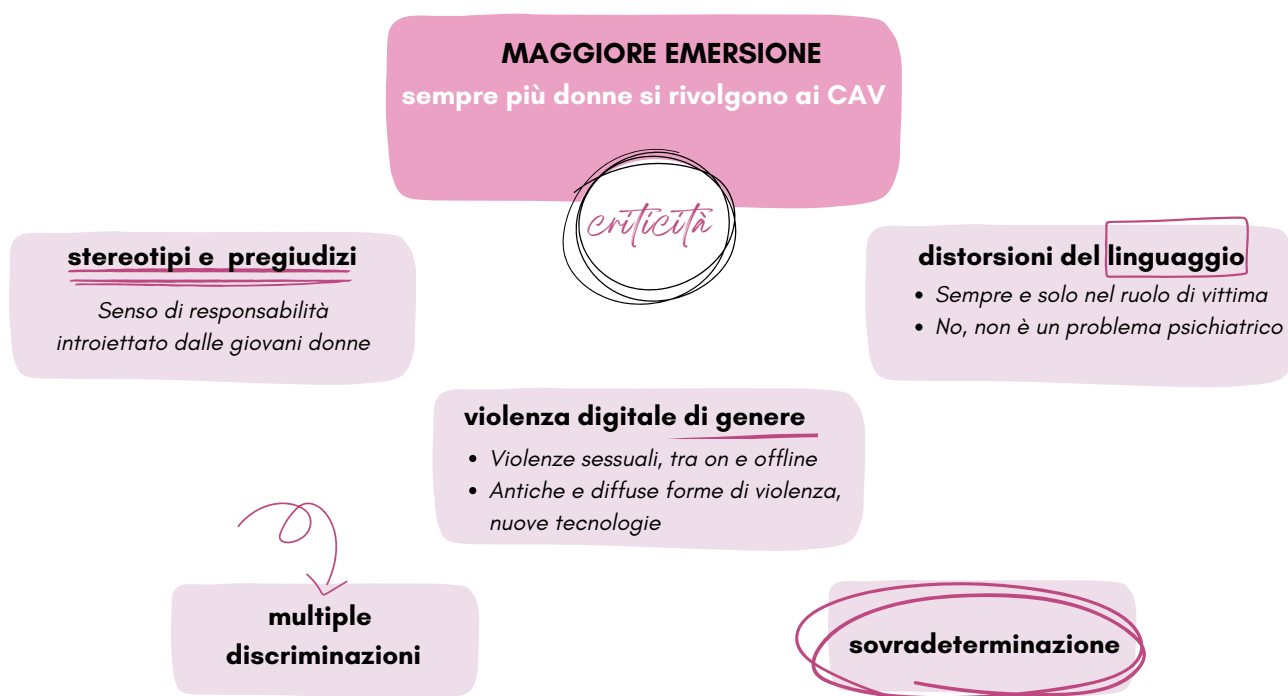 MAGGIORE EMERSIONE
sempre più donne si rivolgono ai CAV
criticità
stereotipi e pregiudizi
Senso di responsabilità
introiettato dalle giovani donne
distorsioni del linguaggio
• Sempre e solo nel ruolo di vittima
• No, non è un problema psichiatrico
violenza digitale di genere
• Violenze sessuali, tra on e offline
• Antiche e diffuse forme di violenza,
nuove tecnologie
multiple
discriminazioni
sovradeterminazione